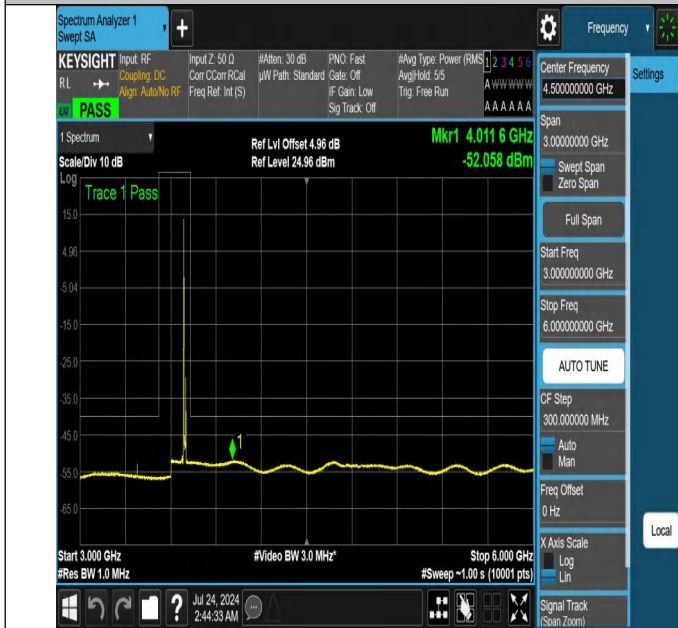 Spectrum Analyzer 1
Swept SA
Frequency
KEYSIGHT
RL
LXI
PASS
Input: RF
Coupling: DC
Align: Auto/No RF
Input Z: 50 Ω
Corr CCorr RCal
Freq Ref: Int (S)
#Atten: 30 dB
µW Path: Standard
PNO: Fast
Gate: Off
IF Gain: Low
Sig Track: Off
#Avg Type: Power (RMS
Avg|Hold: 5/5
Trig: Free Run
1 2 3 4 5 6
A W W W W W
A A A A A A
1 Spectrum
Scale/Div 10 dB
Ref Lvl Offset 4.96 dB
Ref Level 24.96 dBm
Mkr1 4.011 6 GHz
-52.058 dBm
Log
Trace 1 Pass
15.0
4.96
-5.04
-15.0
-25.0
-35.0
-45.0
-55.0
-65.0
1
Start 3.000 GHz
#Res BW 1.0 MHz
#Video BW 3.0 MHz*
Stop 6.000 GHz
#Sweep ~1.00 s (10001 pts)
Jul 24, 2024
2:44:33 AM
Center Frequency
4.500000000 GHz
Settings
Span
3.00000000 GHz
Swept Span
Zero Span
Full Span
Start Freq
3.000000000 GHz
Stop Freq
6.000000000 GHz
AUTO TUNE
CF Step
300.000000 MHz
Auto
Man
Freq Offset
0 Hz
X Axis Scale
Log
Lin
Local
Signal Track
(Span Zoom)